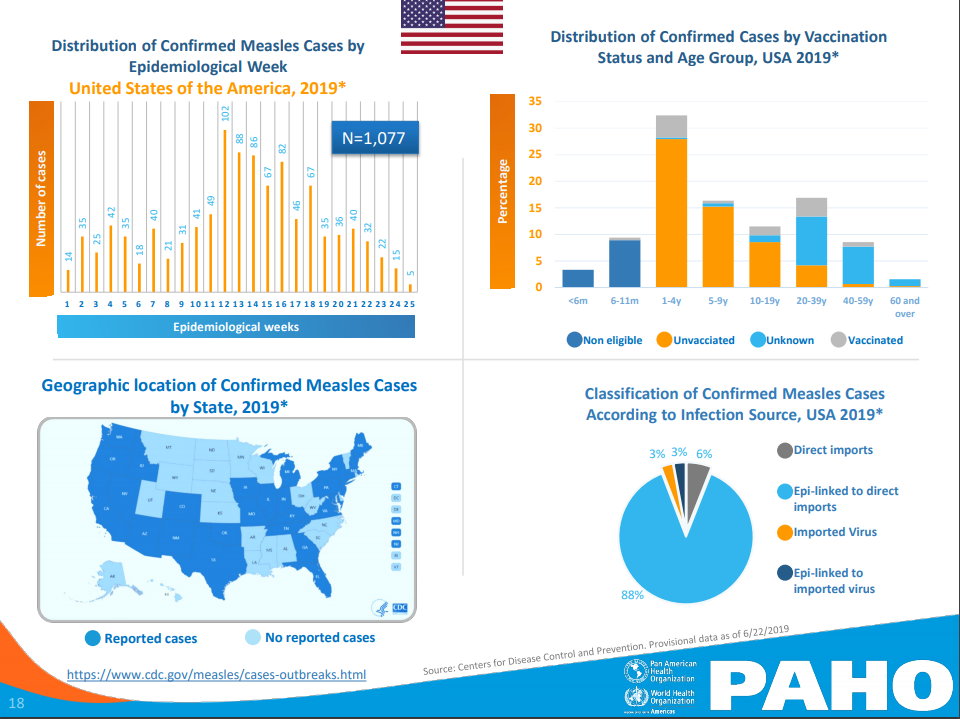 Distribution of Confirmed Measles Cases by
Epidemiological Week
United States of the America, 2019*
Number of cases
N=1,077
14
35
25
42
35
18
40
21
31
41
49
102
88
86
67
82
46
67
35
36
40
32
22
15
5
1 2 3 4 5 6 7 8 9 10 11 12 13 14 15 16 17 18 19 20 21 22 23 24 25
Epidemiological weeks
Distribution of Confirmed Cases by Vaccination
Status and Age Group, USA 2019*
Percentage
35
30
25
20
15
10
5
0
<6m 6-11m 1-4y 5-9y 10-19y 20-39y 40-59y 60 and
over
Non eligible Unvacciated Unknown Vaccinated
Geographic location of Confirmed Measles Cases
by State, 2019*
CDC
Reported cases No reported cases
https://www.cdc.gov/measles/cases-outbreaks.html
Classification of Confirmed Measles Cases
According to Infection Source, USA 2019*
3% 3% 6%
88%
Direct imports
Epi-linked to direct
imports
Imported Virus
Epi-linked to
imported virus
Source: Centers for Disease Control and Prevention. Provisional data as of 6/22/2019
Pan American
Health
Organization
World Health
Organization
Americas
PAHO
18